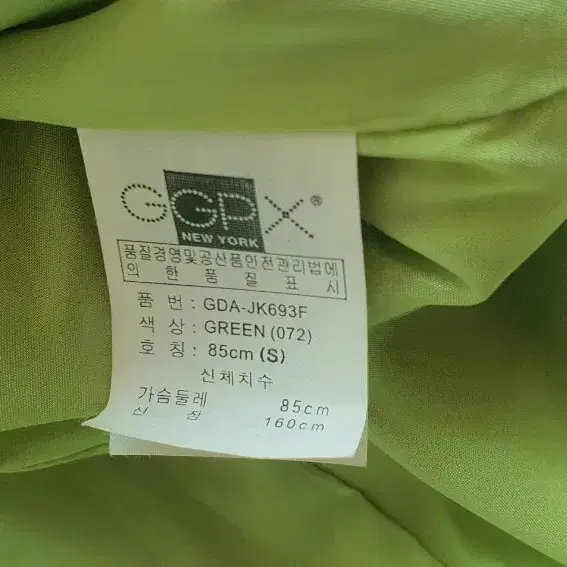 GGPX®
NEW YORK
품질경영및공산품안전관리법에
의 한 품 질 표 시
품 번 : GDA-JK693F
색 상 : GREEN (072)
호 칭 : 85cm (S)
신체치수
가슴둘레 85cm
신 장 160cm